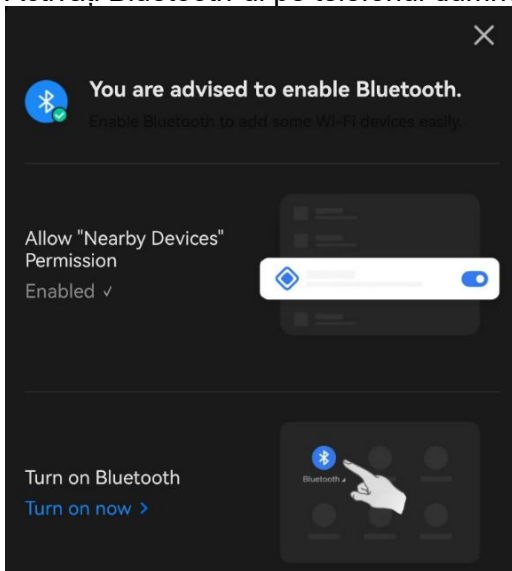 You are advised to enable Bluetooth.
Enable Bluetooth to add some Wi-Fi devices easily.
Allow "Nearby Devices"
Permission
Enabled ✓
Bluetooth
Turn on Bluetooth
Turn on now >